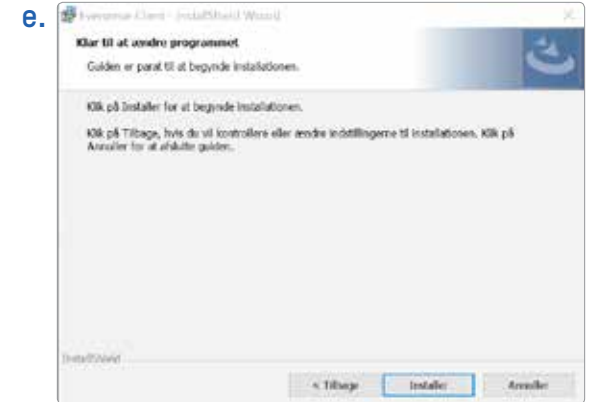 e.
Eversense Client - InstallShield Wizard
Klar til at ændre programmet
Guiden er parat til at begynde installationen.
Klik på Installer for at begynde installationen.
Klik på Tilbage, hvis du vil kontrollere eller ændre indstillingerne til installationen. Klik på
Annuller for at afslutte guiden.
InstallShield
< Tilbage
Installer
Annuller